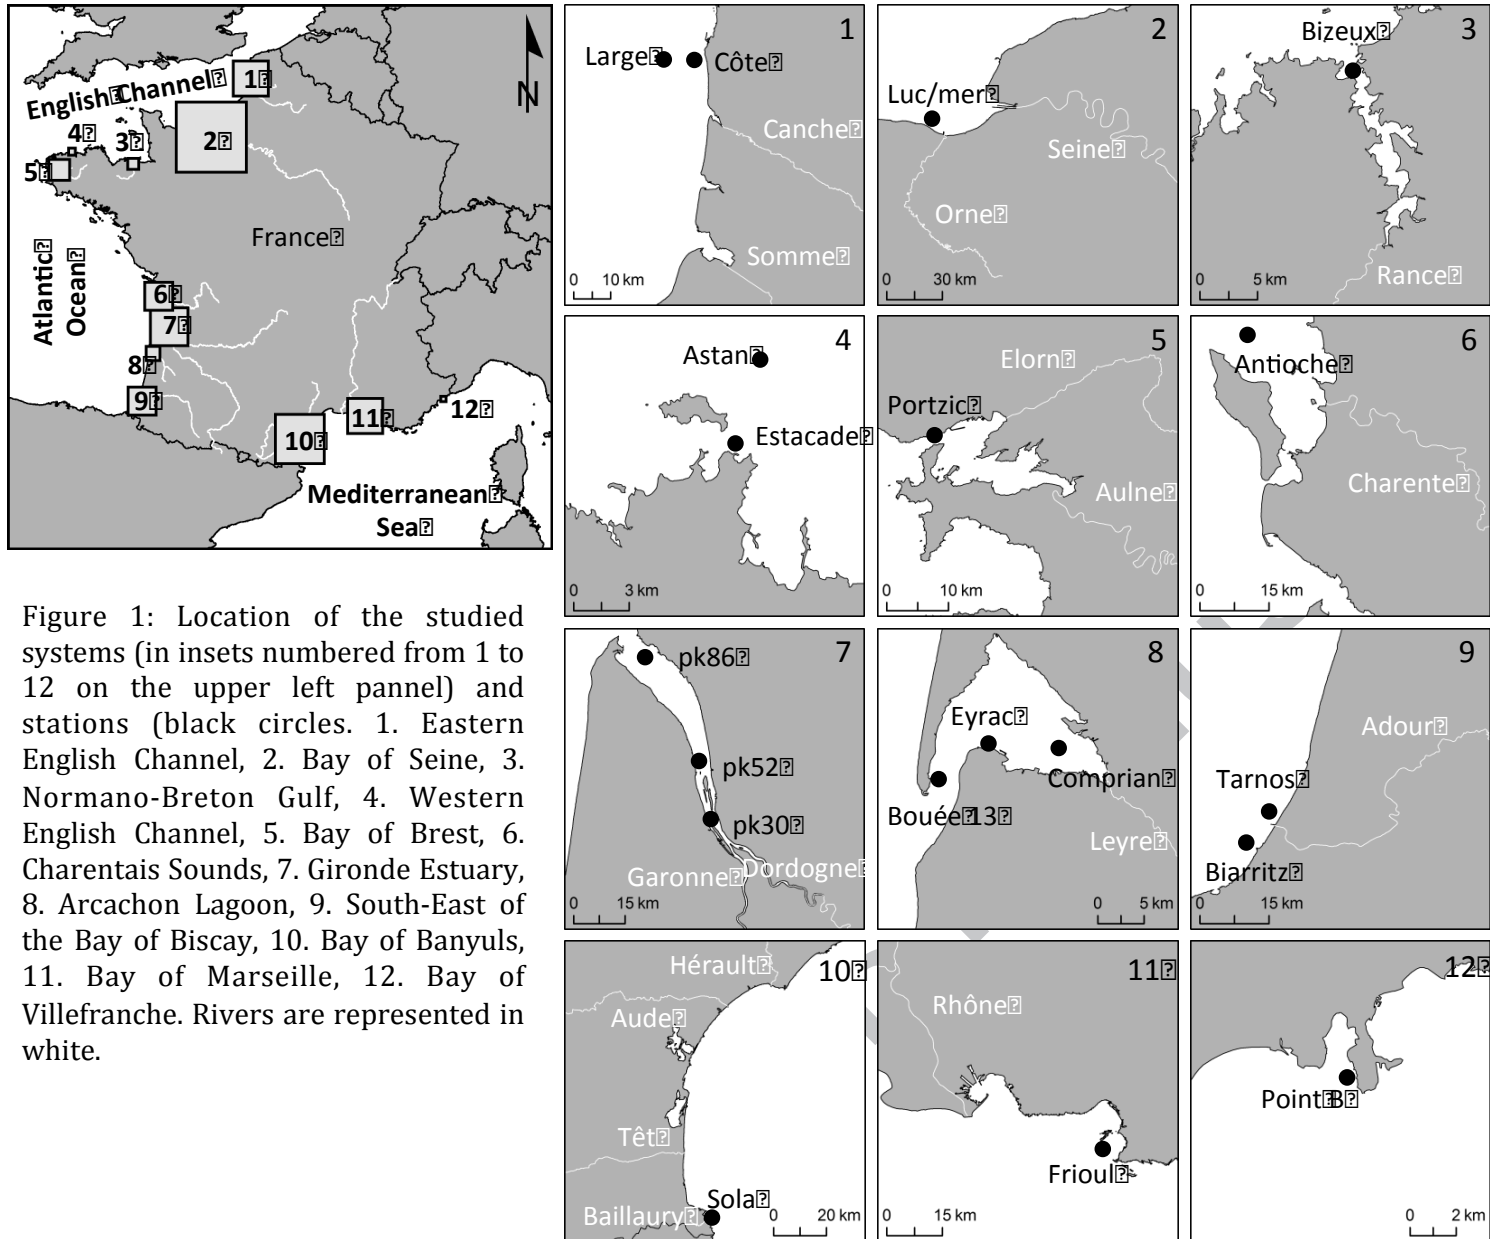 English Channel
1
2
3
4
5
N
France
Atlantic
Ocean
6
7
8
9
10
11
12
Mediterranean
Sea
1
Large
Côte
Canche
Somme
0 10 km
2
Luc/mer
Seine
Orne
0 30 km
3
Bizeux
Rance
0 5 km
4
Astan
Estacade
0 3 km
5
Elorn
Portzic
Aulne
0 10 km
6
Antioche
Charente
0 15 km
7
pk86
pk52
pk30
Garonne
Dordogne
0 15 km
8
Eyrac
Comprian
Bouée 13
Leyre
0 5 km
9
Adour
Tarnos
Biarritz
0 15 km
10
Hérault
Aude
Têt
Sola
Baillaury
0 20 km
11
Rhône
Frioul
0 15 km
12
Point B
0 2 km
Figure 1: Location of the studied
systems (in insets numbered from 1 to
12 on the upper left pannel) and
stations (black circles. 1. Eastern
English Channel, 2. Bay of Seine, 3.
Normano-Breton Gulf, 4. Western
English Channel, 5. Bay of Brest, 6.
Charentais Sounds, 7. Gironde Estuary,
8. Arcachon Lagoon, 9. South-East of
the Bay of Biscay, 10. Bay of Banyuls,
11. Bay of Marseille, 12. Bay of
Villefranche. Rivers are represented in
white.